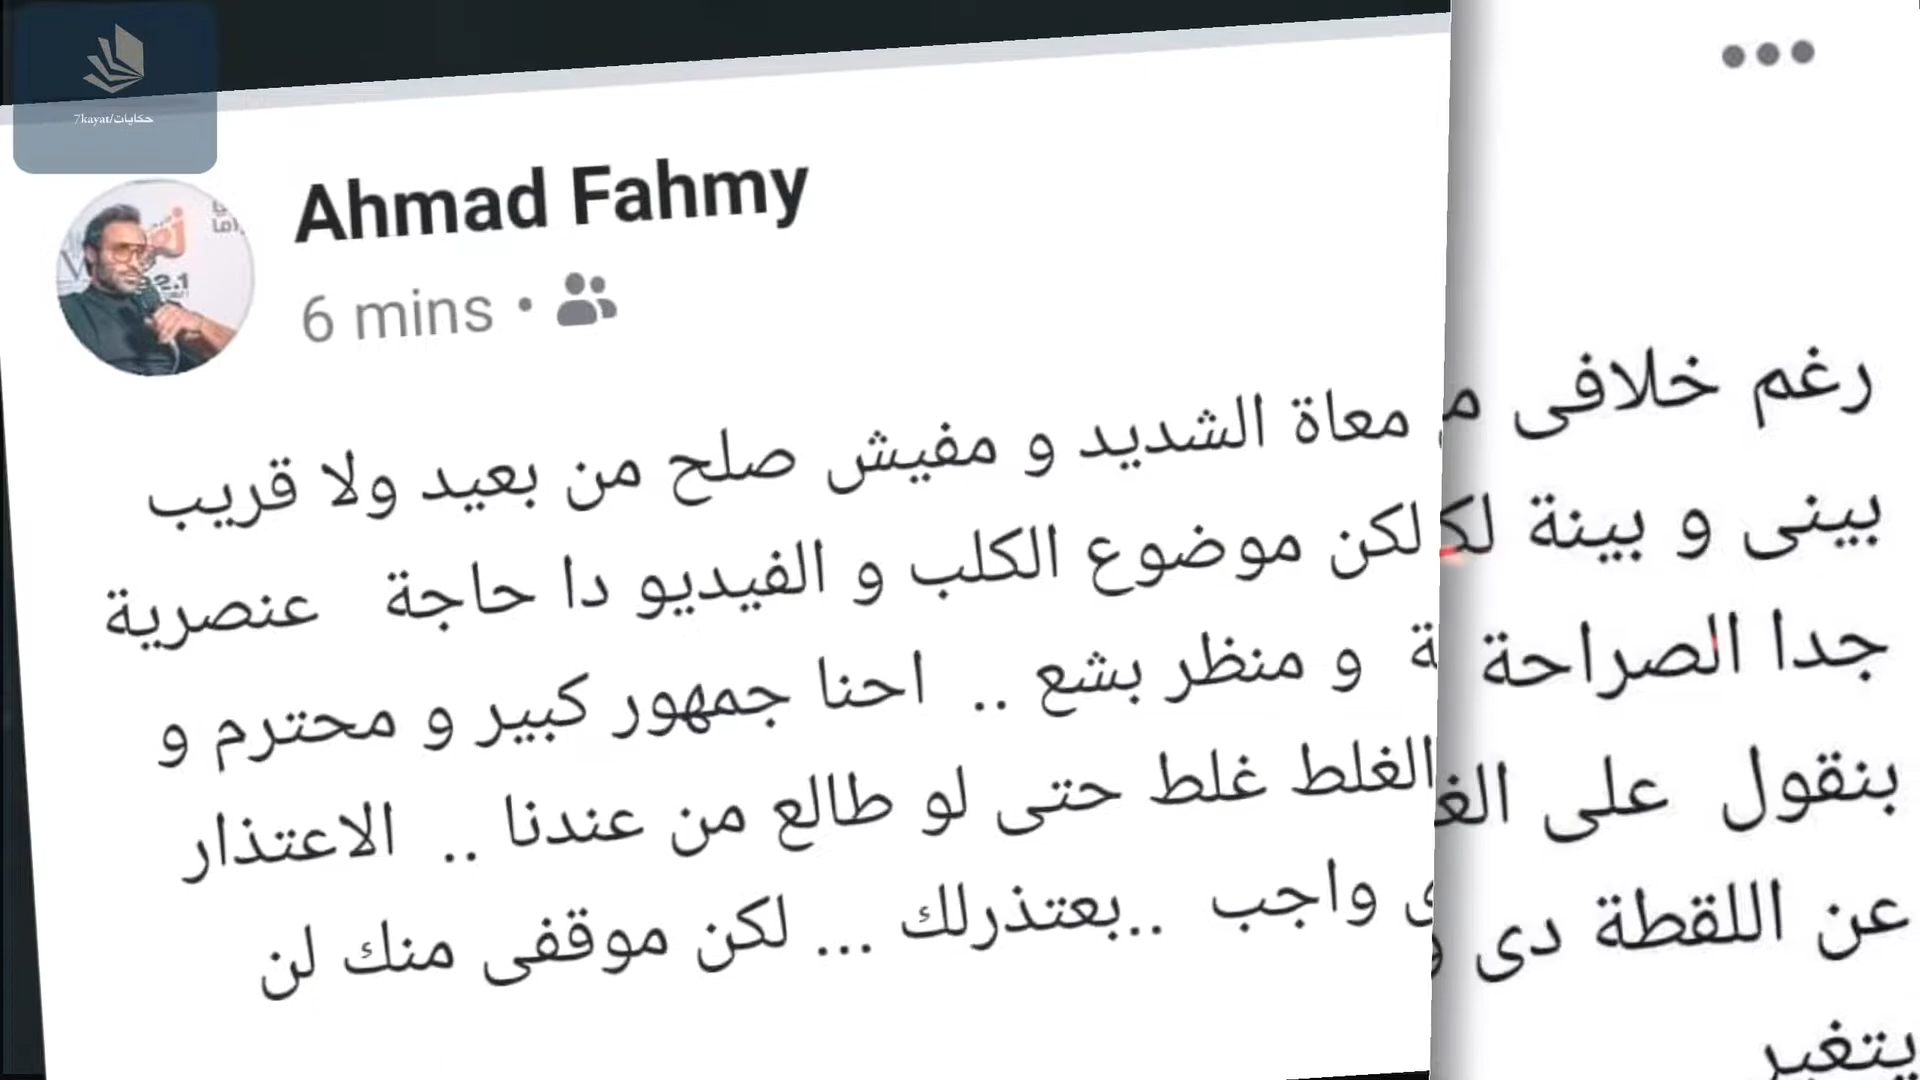 7kayat/حكايات
Ahmad Fahmy
6 mins •
رغم خلافى معاة الشديد و مفيش صلح من بعيد ولا قريب
بينى و بينة لكن موضوع الكلب و الفيديو دا حاجة عنصرية
جدا الصراحة و منظر بشع .. احنا جمهور كبير و محترم و
بنقول على الغلط غلط حتى لو طالع من عندنا .. الاعتذار
عن اللقطة دى واجب ..بعتذرلك ... لكن موقفى منك لن
يتغير